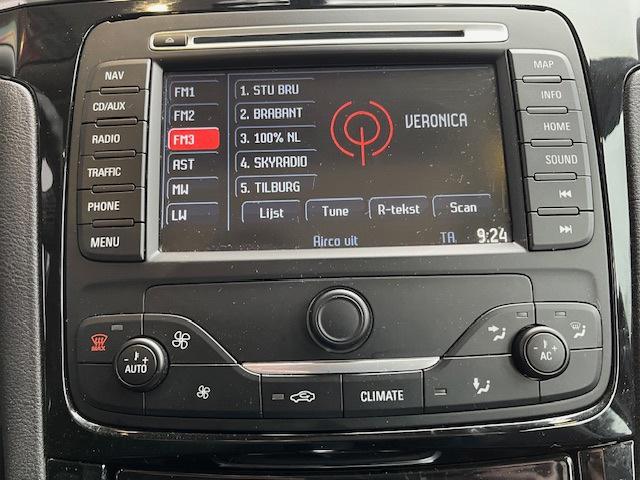 NAV
CD/AUX
RADIO
TRAFFIC
PHONE
MENU
FM1
FM2
FM3
AST
MW
LW
1. STU BRU
2. BRABANT
3. 100% NL
4. SKYRADIO
5. TILBURG
VERONICA
Lijst
Tune
R-tekst
Scan
Airco uit
TA
9:24
MAP
INFO
HOME
SOUND
MAX
- +
AUTO
CLIMATE
- +
AC